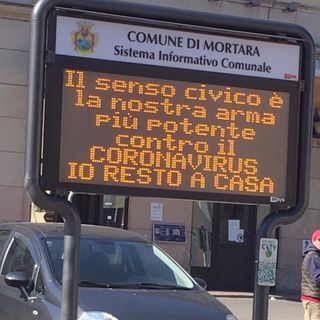 COMUNE DI MORTARA
Sistema Informativo Comunale
Il senso civico è
la nostra arma
più potente
contro il
CORONAVIRUS
IO RESTO A CASA
CITY